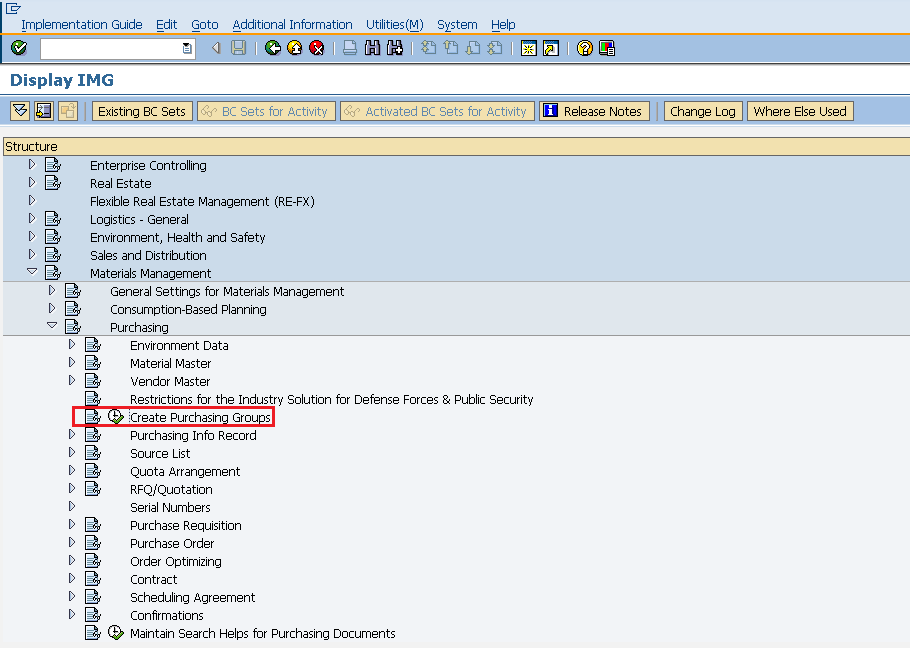 Implementation Guide Edit Goto Additional Information Utilities(M) System Help
Display IMG
Existing BC Sets BC Sets for Activity Activated BC Sets for Activity Release Notes Change Log Where Else Used
Structure
Enterprise Controlling
Real Estate
Flexible Real Estate Management (RE-FX)
Logistics - General
Environment, Health and Safety
Sales and Distribution
Materials Management
General Settings for Materials Management
Consumption-Based Planning
Purchasing
Environment Data
Material Master
Vendor Master
Restrictions for the Industry Solution for Defense Forces & Public Security
Create Purchasing Groups
Purchasing Info Record
Source List
Quota Arrangement
RFQ/Quotation
Serial Numbers
Purchase Requisition
Purchase Order
Order Optimizing
Contract
Scheduling Agreement
Confirmations
Maintain Search Helps for Purchasing Documents